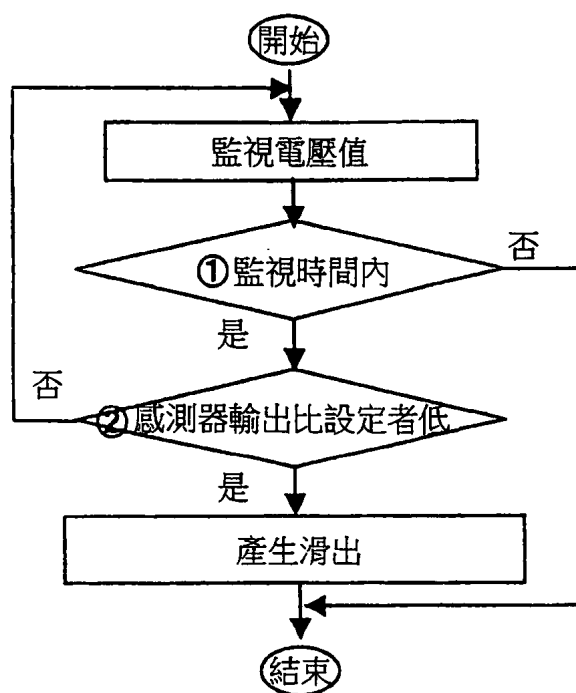 開始
監視電壓值
①監視時間內
否
是
否
②感測器輸出比設定者低
是
產生滑出
結束